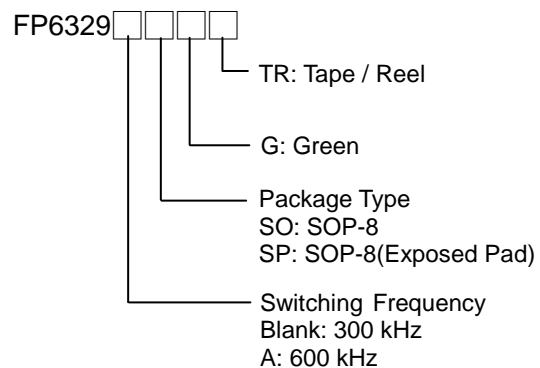 FP6329
TR: Tape / Reel
G: Green
Package Type
SO: SOP-8
SP: SOP-8(Exposed Pad)
Switching Frequency
Blank: 300 kHz
A: 600 kHz